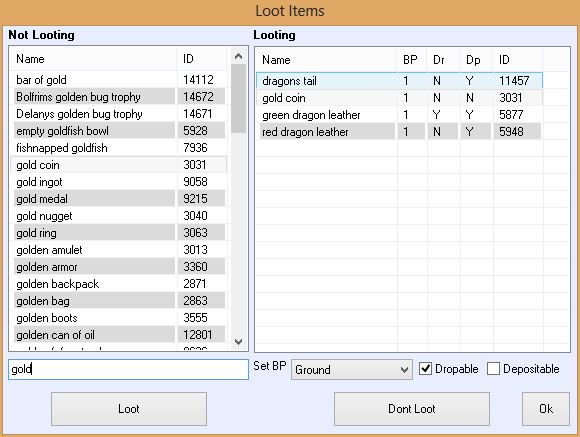 Loot Items
Not Looting
Name ID
bar of gold 14112
Bolfrims golden bug trophy 14672
Delanys golden bug trophy 14671
empty goldfish bowl 5928
fishnapped goldfish 7936
gold coin 3031
gold ingot 9058
gold medal 9215
gold nugget 3040
gold ring 3063
golden amulet 3013
golden armor 3360
golden backpack 2871
golden bag 2863
golden boots 3555
golden can of oil 12801
gold
Loot
Looting
Name BP Dr Dp ID
dragons tail 1 N Y 11457
gold coin 1 N N 3031
green dragon leather 1 Y Y 5877
red dragon leather 1 N Y 5948
Set BP Ground Dropable Depositable
Dont Loot Ok